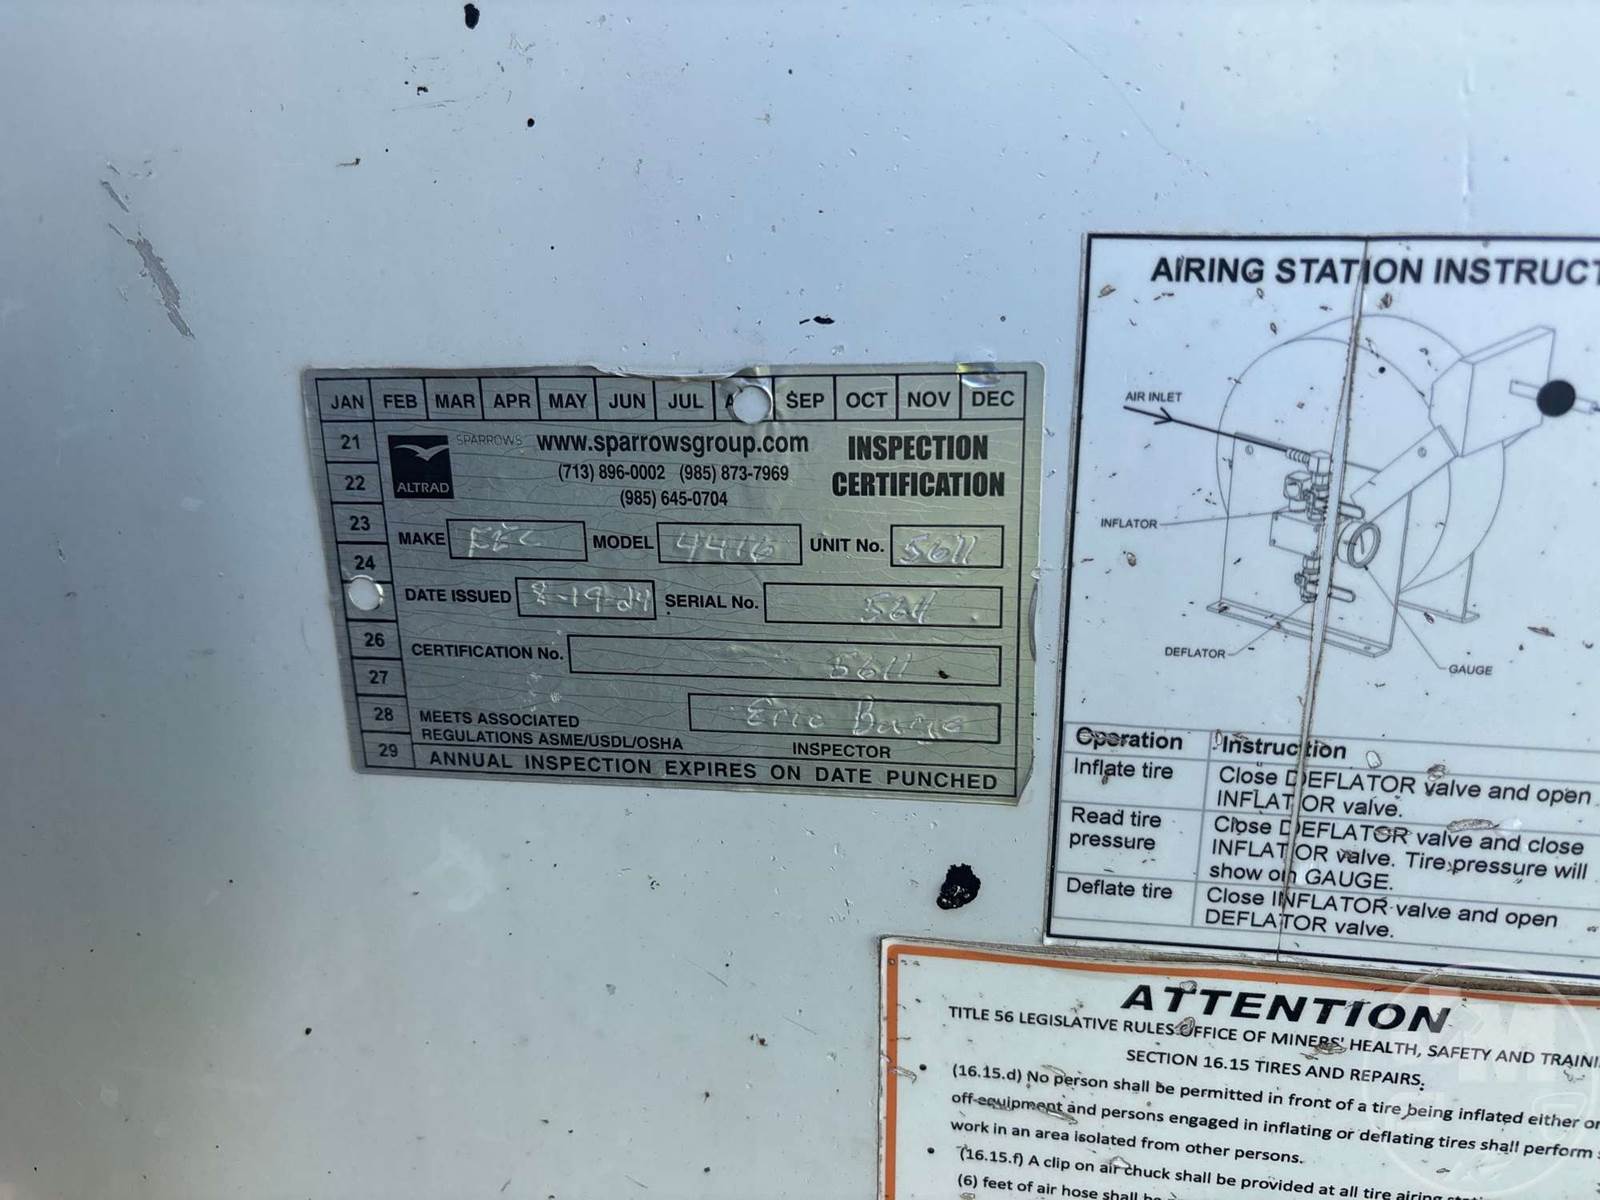 JAN FEB MAR APR MAY JUN JUL SEP OCT NOV DEC
21
22
23
24
26
27
28
29
SPARROWS
ALTRAD
www.sparrowsgroup.com
(713) 896-0002 (985) 873-7969
(985) 645-0704
INSPECTION
CERTIFICATION
MAKE MODEL 4416 UNIT No. 5611
DATE ISSUED 8-19-24 SERIAL No.
CERTIFICATION No. 5611
MEETS ASSOCIATED
REGULATIONS ASME/USDL/OSHA
Eric
INSPECTOR
ANNUAL INSPECTION EXPIRES ON DATE PUNCHED
AIRING STATION INSTRUCT
AIR INLET
INFLATOR
DEFLATOR
GAUGE
Operation Instruction
Inflate tire Close DEFLATOR valve and open
INFLATOR valve.
Read tire pressure Close DEFLATOR valve and close
INFLATOR valve. Tire pressure will
show on GAUGE.
Deflate tire Close INFLATOR valve and open
DEFLATOR valve.
ATTENTION
TITLE 56 LEGISLATIVE RULES OFFICE OF MINERS' HEALTH, SAFETY AND TRAINI
SECTION 16.15 TIRES AND REPAIRS.
• (16.15.d) No person shall be permitted in front of a tire being inflated either or
off-equipment and persons engaged in inflating or deflating tires shall perform
work in an area isolated from other persons.
• (16.15.f) A clip on air chuck shall be provided at all tire airing
(6) feet of air hose shall